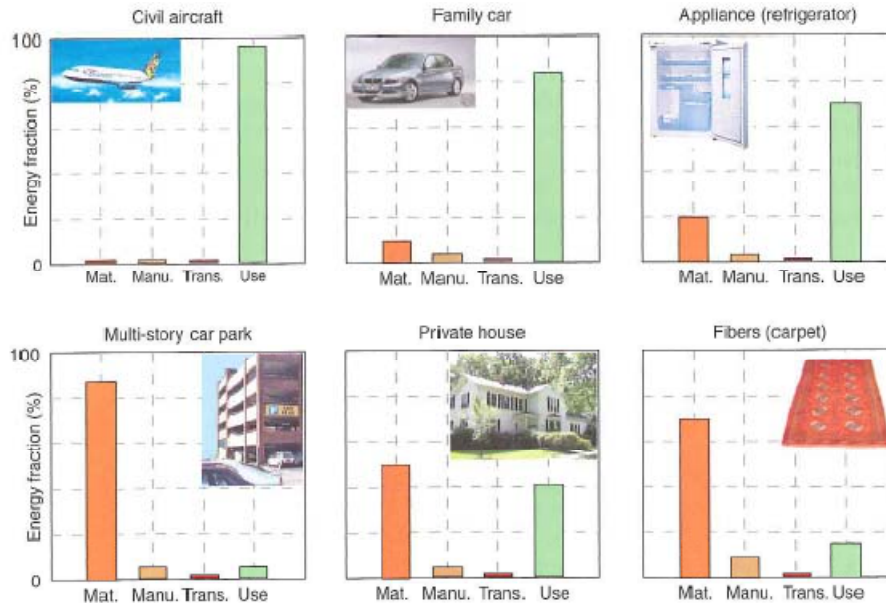 Civil aircraft
Family car
Appliance (refrigerator)
100
Energy fraction (%)
0
Mat. Manu. Trans. Use
Mat. Manu. Trans. Use
Mat. Manu. Trans. Use
Multi-story car park
Private house
Fibers (carpet)
100
Energy fraction (%)
0
Mat. Manu. Trans. Use
Mat. Manu. Trans. Use
Mat. Manu. Trans. Use